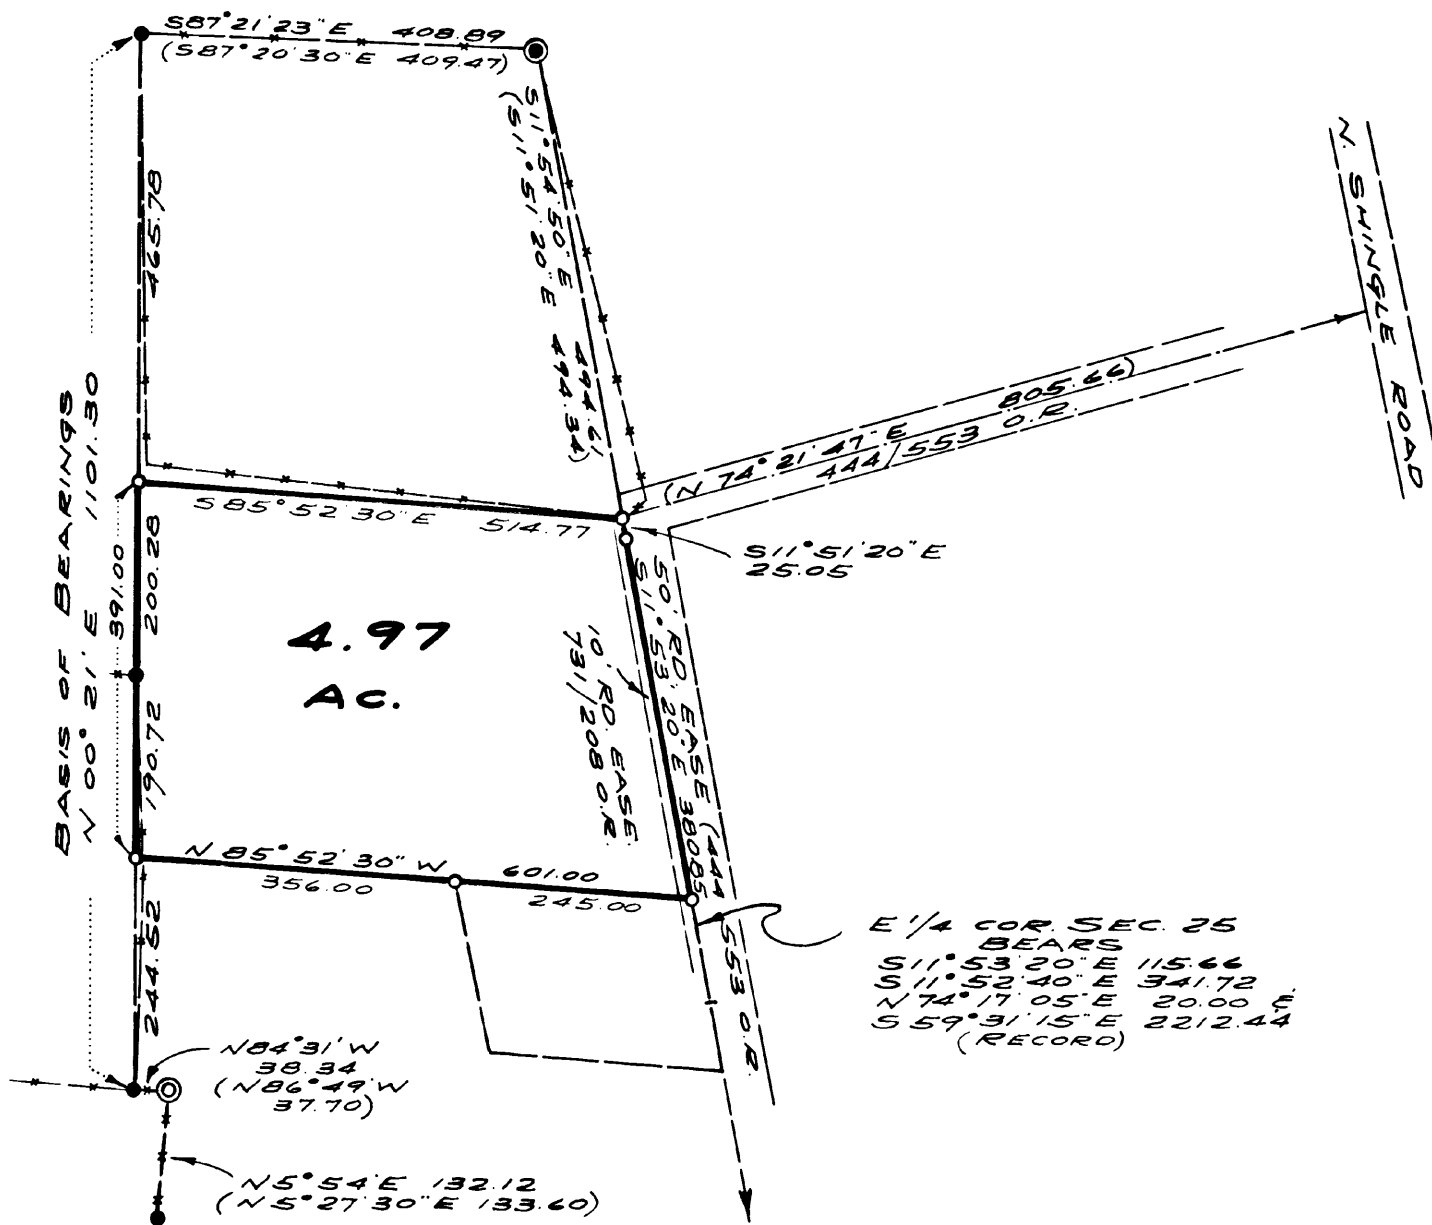 S87°21'23"E 408.89
(S87°20'30"E 409.47)
S11°54'50"E 494.61
(S11°51'20"E 494.34)
N. SHINGLE ROAD
465.78
BASIS OF BEARINGS
N 00°21' E 1101.30
(N 74°21'47"E 805.66)
444/553 O.R.
S85°52'30"E 514.77
S11°51'20"E
25.05
391.00
200.28
190.72
4.97
Ac.
10' RD. EASE.
731/208 O.R.
50' RD. EASE (444/553 O.R.
S11°53'20"E 380.85
N 85°52'30" W 601.00
356.00 245.00
244.52
E 1/4 COR. SEC. 25
BEARS
S11°53'20"E 115.66
S11°52'40"E 341.72
N 74°17'05"E 20.00 ℄
S 59°31'15"E 2212.44
(RECORD)
N84°31'W
38.34
(N86°49'W
37.70)
N5°54'E 132.12
(N5°27'30"E 133.60)